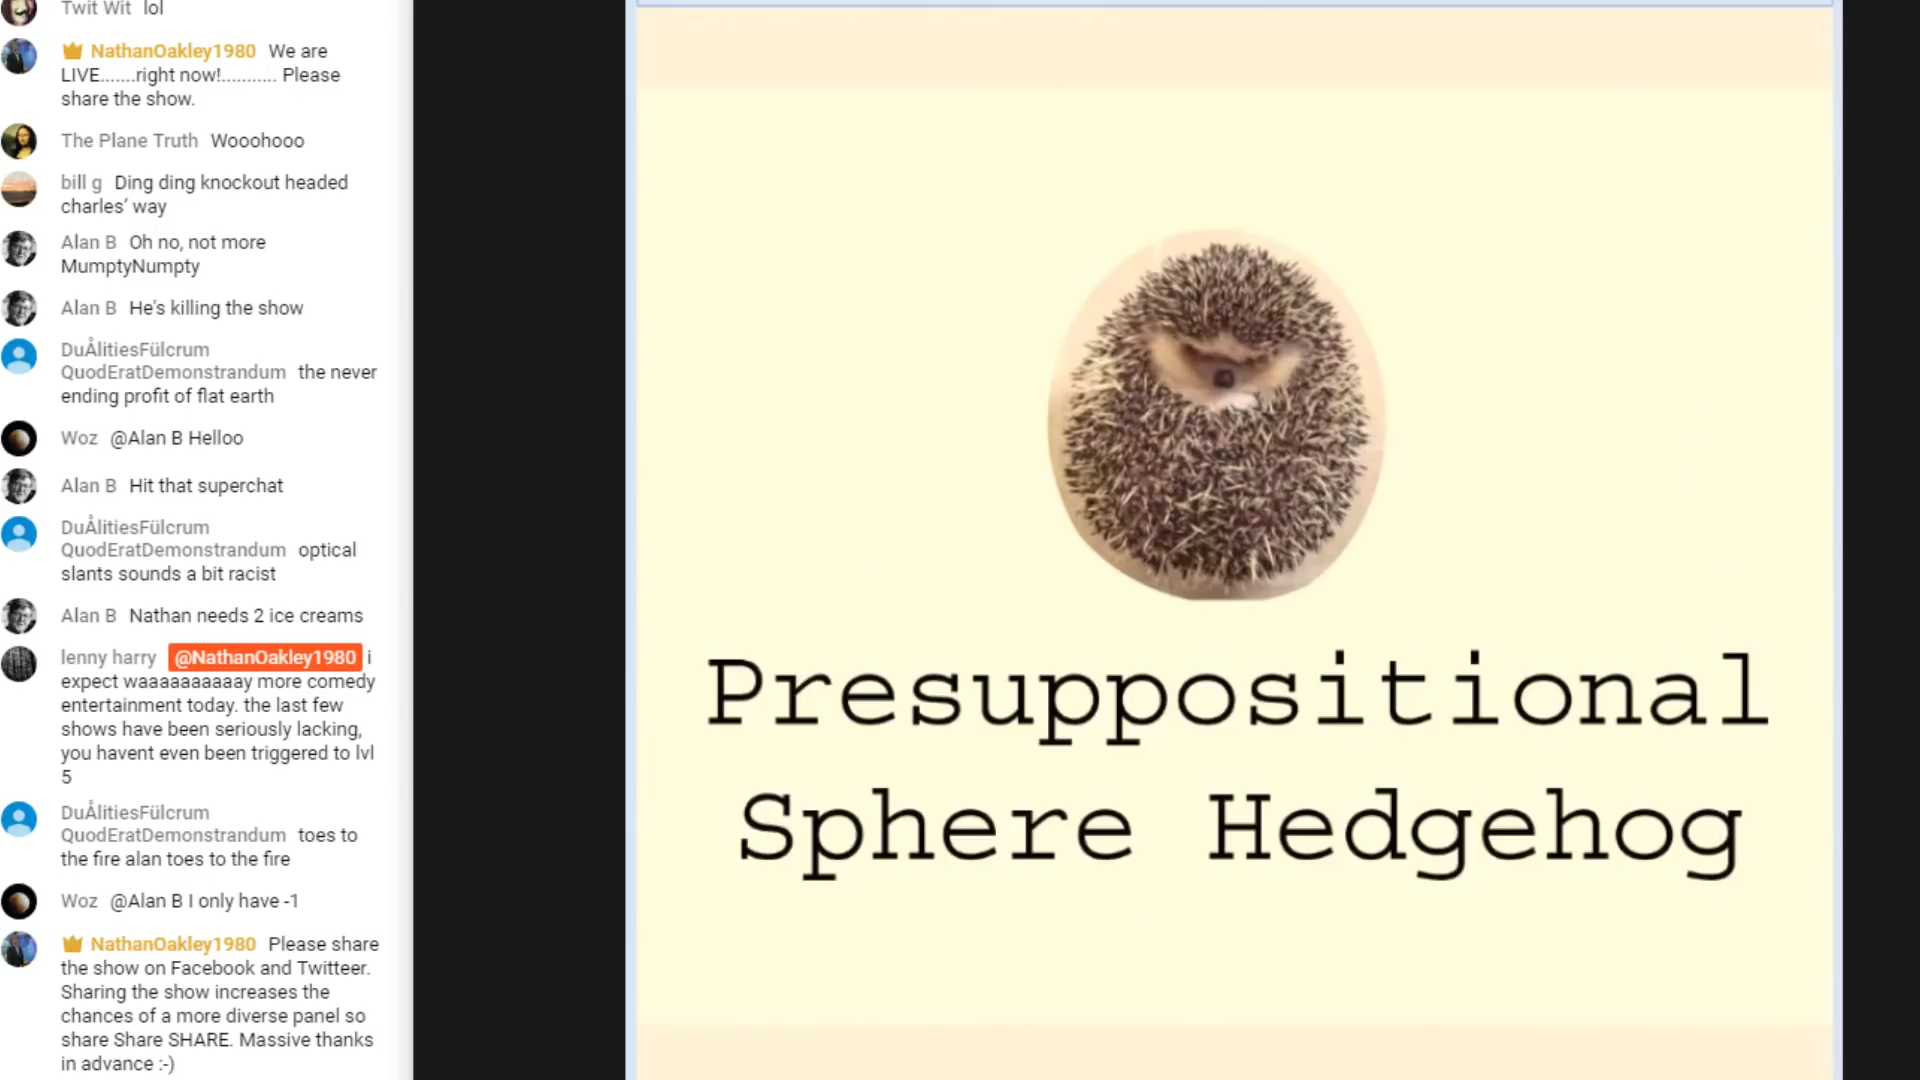 Twit Wit lol
NathanOakley1980 We are
LIVE.......right now!........... Please
share the show.
The Plane Truth Wooohooo
bill g Ding ding knockout headed
charles’ way
Alan B Oh no, not more
MumptyNumpty
Alan B He's killing the show
DuÅlitiesFülcrum
QuodEratDemonstrandum the never
ending profit of flat earth
Woz @Alan B Helloo
Alan B Hit that superchat
DuÅlitiesFülcrum
QuodEratDemonstrandum optical
slants sounds a bit racist
Alan B Nathan needs 2 ice creams
lenny harry @NathanOakley1980 i
expect waaaaaaaaaay more comedy
entertainment today. the last few
shows have been seriously lacking,
you havent even been triggered to lvl
5
DuÅlitiesFülcrum
QuodEratDemonstrandum toes to
the fire alan toes to the fire
Woz @Alan B I only have -1
NathanOakley1980 Please share
the show on Facebook and Twitteer.
Sharing the show increases the
chances of a more diverse panel so
share Share SHARE. Massive thanks
in advance :-)
Presuppositional
Sphere Hedgehog